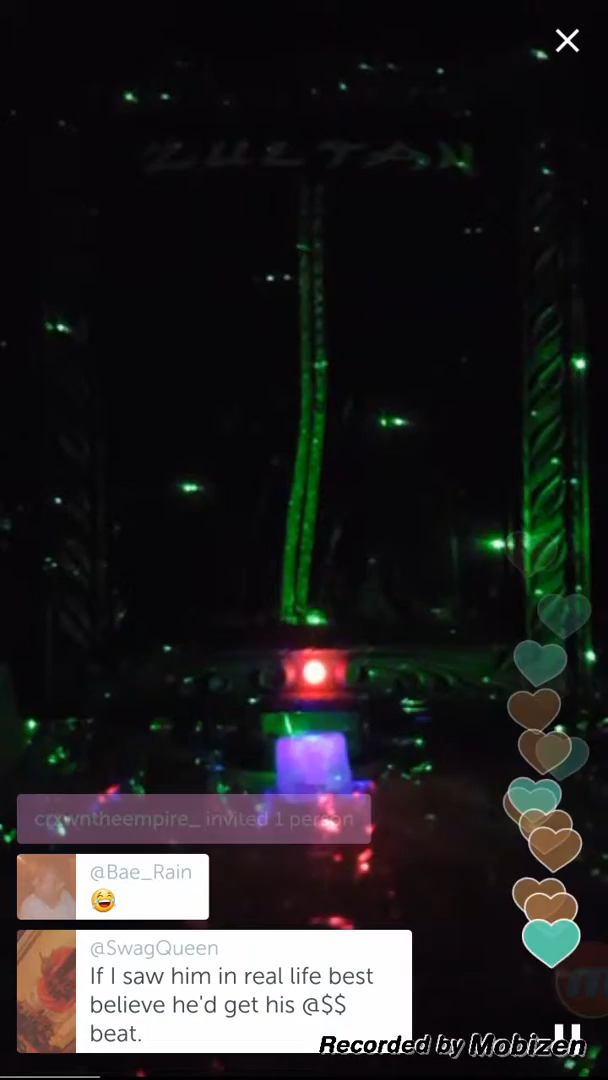 ZULTAN
crxwntheempire_ invited 1 person
@Bae_Rain
😂
@SwagQueen
If I saw him in real life best
believe he'd get his @$$
beat.
Recorded by Mobizen